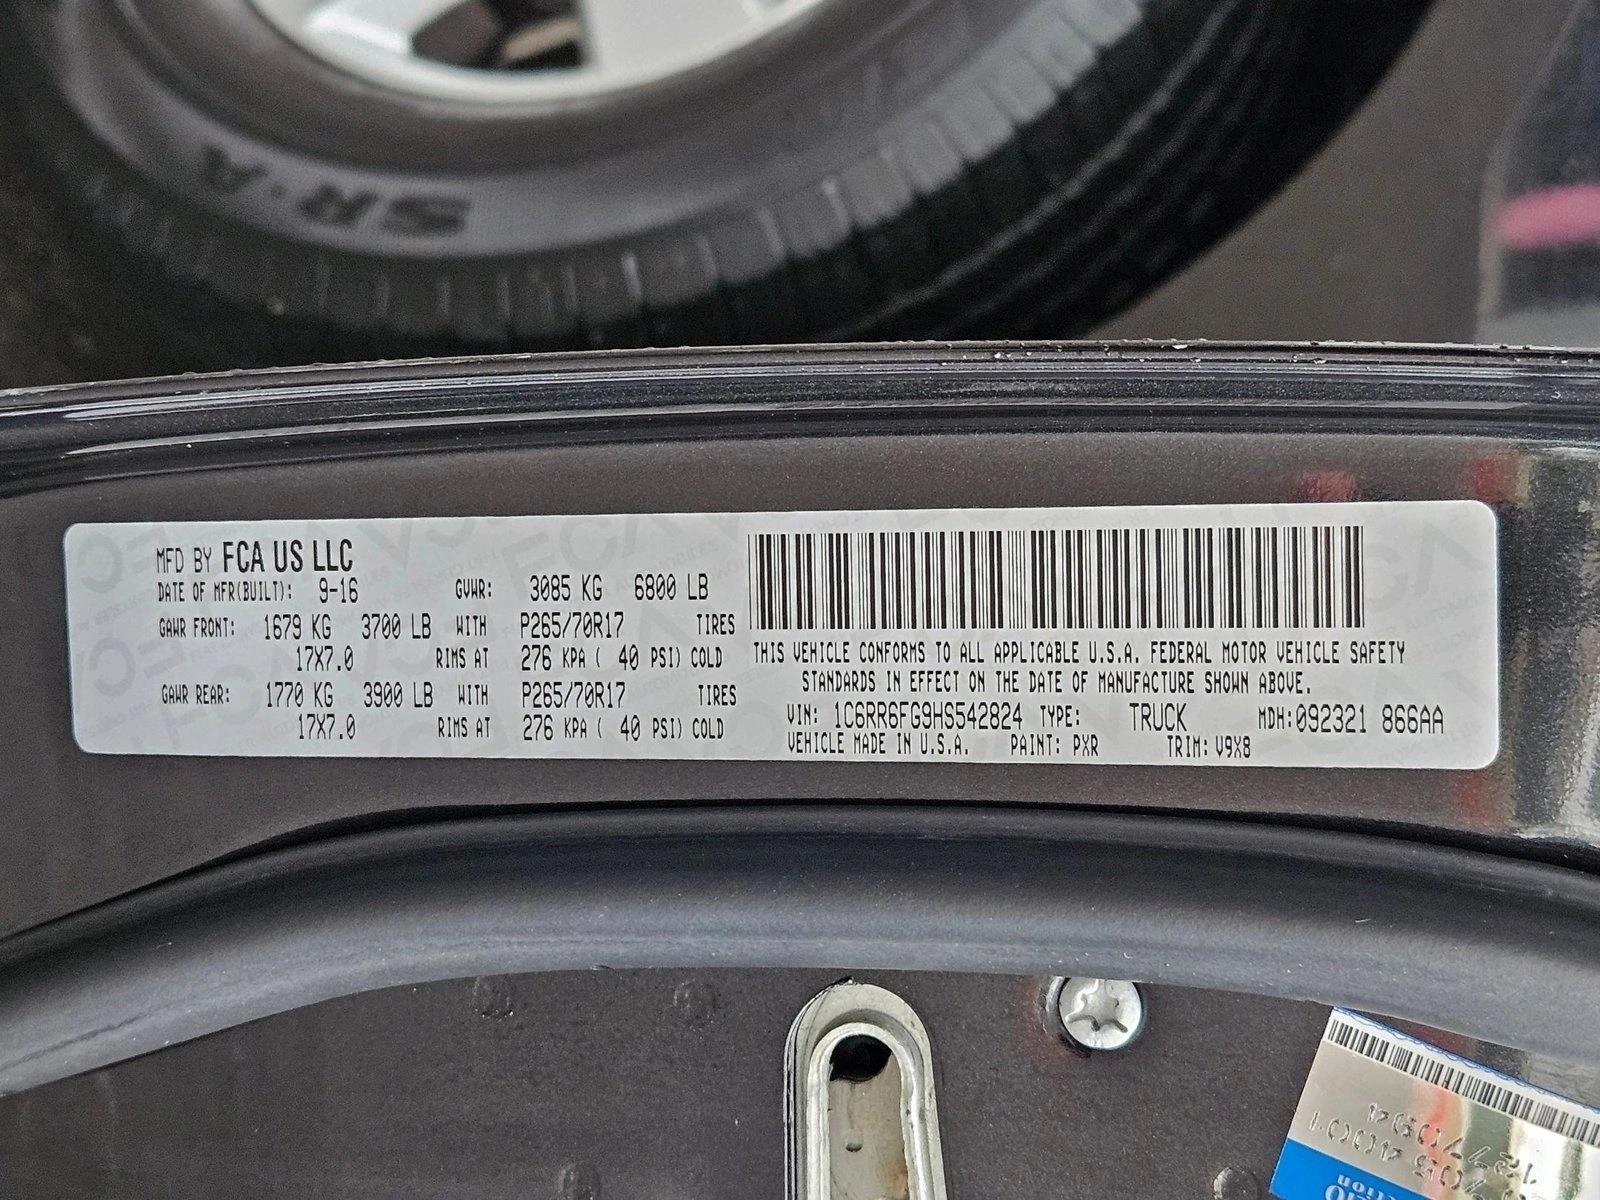 SR-A
MFD BY FCA US LLC
DATE OF MFR(BUILT): 9-16 GVWR: 3085 KG 6800 LB
GAWR FRONT: 1679 KG 3700 LB WITH P265/70R17 TIRES
17X7.0 RIMS AT 276 KPA ( 40 PSI) COLD
GAWR REAR: 1770 KG 3900 LB WITH P265/70R17 TIRES
17X7.0 RIMS AT 276 KPA ( 40 PSI) COLD
THIS VEHICLE CONFORMS TO ALL APPLICABLE U.S.A. FEDERAL MOTOR VEHICLE SAFETY
STANDARDS IN EFFECT ON THE DATE OF MANUFACTURE SHOWN ABOVE.
VIN: 1C6RR6FG9HS542824 TYPE: TRUCK MDH:092321 866AA
VEHICLE MADE IN U.S.A. PAINT: PXR TRIM: V9X8